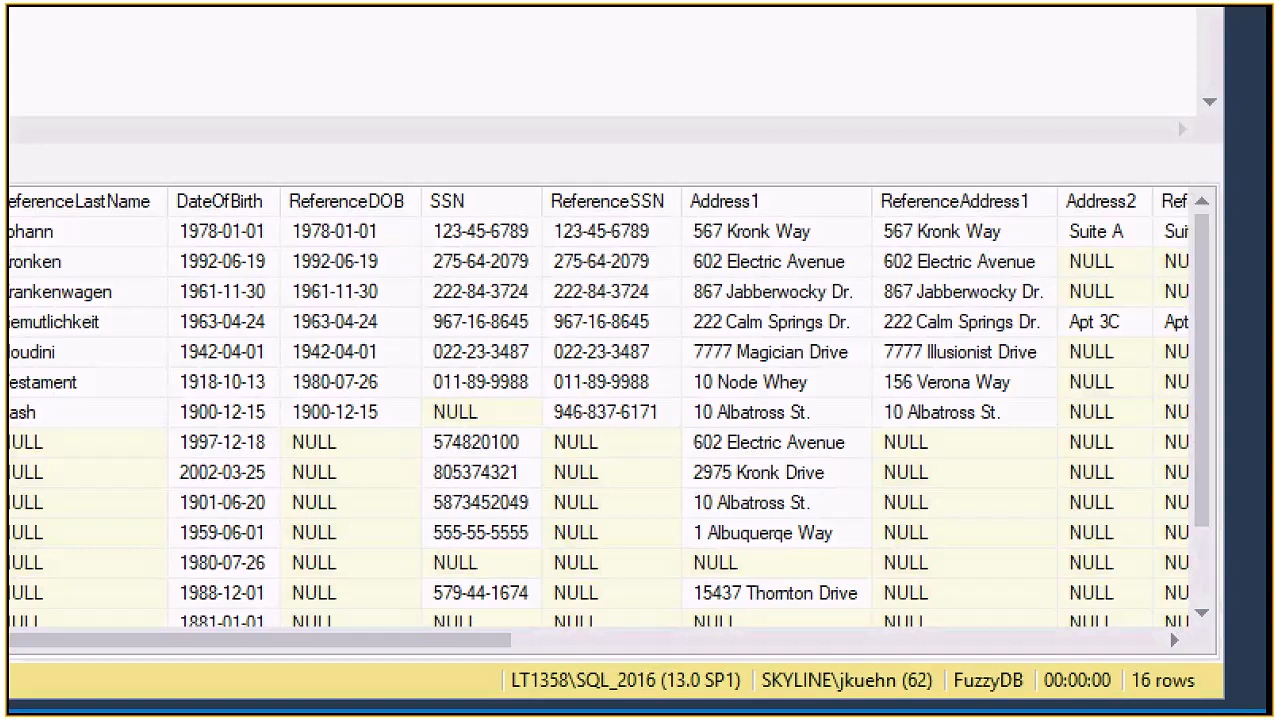 eferenceLastName DateOfBirth ReferenceDOB SSN ReferenceSSN Address1 ReferenceAddress1 Address2 Ref
ohann 1978-01-01 1978-01-01 123-45-6789 123-45-6789 567 Kronk Way 567 Kronk Way Suite A Sui
ronken 1992-06-19 1992-06-19 275-64-2079 275-64-2079 602 Electric Avenue 602 Electric Avenue NULL NU
rankenwagen 1961-11-30 1961-11-30 222-84-3724 222-84-3724 867 Jabberwocky Dr. 867 Jabberwocky Dr. NULL NU
emutlichkeit 1963-04-24 1963-04-24 967-16-8645 967-16-8645 222 Calm Springs Dr. 222 Calm Springs Dr. Apt 3C Apt
oudini 1942-04-01 1942-04-01 022-23-3487 022-23-3487 7777 Magician Drive 7777 Illusionist Drive NULL NU
estament 1918-10-13 1980-07-26 011-89-9988 011-89-9988 10 Node Whey 156 Verona Way NULL NU
ash 1900-12-15 1900-12-15 NULL 946-837-6171 10 Albatross St. 10 Albatross St. NULL NU
ULL 1997-12-18 NULL 574820100 NULL 602 Electric Avenue NULL NULL NU
ULL 2002-03-25 NULL 805374321 NULL 2975 Kronk Drive NULL NULL NU
ULL 1901-06-20 NULL 5873452049 NULL 10 Albatross St. NULL NULL NU
ULL 1959-06-01 NULL 555-55-5555 NULL 1 Albuquerqe Way NULL NULL NU
ULL 1980-07-26 NULL NULL NULL NULL NULL NULL NU
ULL 1988-12-01 NULL 579-44-1674 NULL 15437 Thornton Drive NULL NULL NU
ULL 1881-01-01 NULL NULL NULL NULL NULL NULL NU
LT1358\SQL_2016 (13.0 SP1) SKYLINE\jkuehn (62) FuzzyDB 00:00:00 16 rows